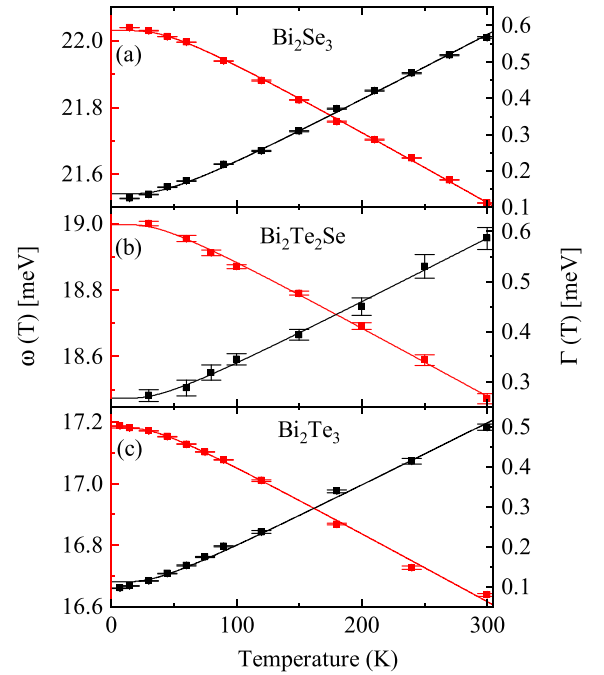 22.0
21.8
21.6
(a)
Bi₂Se₃
0.6
0.5
0.4
0.3
0.2
0.1
19.0
18.8
18.6
(b)
Bi₂Te₂Se
0.6
0.5
0.4
0.3
17.2
17.0
16.8
16.6
(c)
Bi₂Te₃
0.5
0.4
0.3
0.2
0.1
ω (T) [meV]
Γ (T) [meV]
0 100 200 300
Temperature (K)